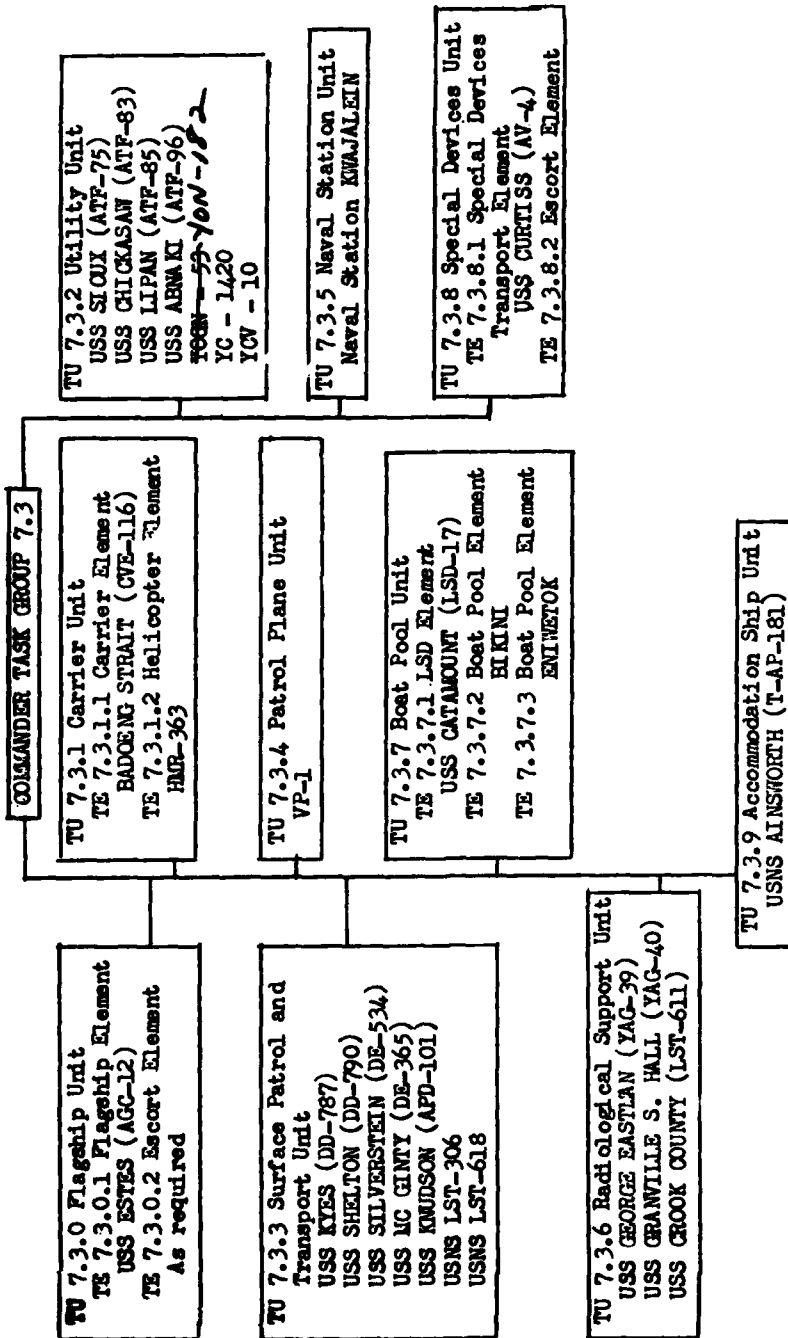 COMMANDER TASK GROUP 7.3
TU 7.3.0 Flagship Unit
TE 7.3.0.1 Flagship Element
USS ESTES (AGC-12)
TE 7.3.0.2 Escort Element
As required
TU 7.3.1 Carrier Unit
TE 7.3.1.1 Carrier Element
BADOENG STRAIT (CVE-116)
TE 7.3.1.2 Helicopter Element
HMR-363
TU 7.3.2 Utility Unit
USS SIOUX (ATF-75)
USS CHICKASAW (ATF-83)
USS LIPAN (ATF-85)
USS ABNAKI (ATF-96)
YON-182
YC - 1420
YCV - 10
TU 7.3.3 Surface Patrol and
Transport Unit
USS KYES (DD-787)
USS SHELTON (DD-790)
USS SILVERSTEIN (DE-534)
USS MC GINTY (DE-365)
USS KNUDSON (APD-101)
USNS LST-306
USNS LST-618
TU 7.3.4 Patrol Plane Unit
VP-1
TU 7.3.5 Naval Station Unit
Naval Station KWAJALEIN
TU 7.3.6 Radiological Support Unit
USS GEORGE EASTLAN (YAG-39)
USS GRANVILLE S. HALL (YAG-40)
USS CROOK COUNTY (LST-611)
TU 7.3.7 Boat Pool Unit
TE 7.3.7.1 LSD Element
USS CATAMOUNT (LSD-17)
TE 7.3.7.2 Boat Pool Element
BIKINI
TE 7.3.7.3 Boat Pool Element
ENIWETOK
TU 7.3.8 Special Devices Unit
TE 7.3.8.1 Special Devices
Transport Element
USS CURTISS (AV-4)
TE 7.3.8.2 Escort Element
TU 7.3.9 Accommodation Ship Unit
USNS AINSWORTH (T-AP-181)